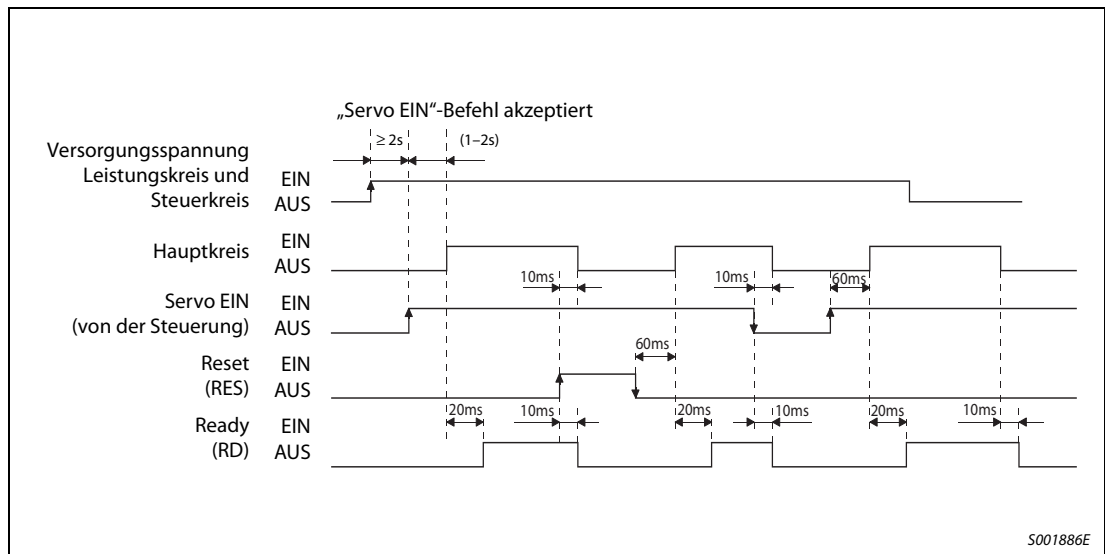 „Servo EIN“-Befehl akzeptiert
≥ 2s
(1–2s)
Versorgungsspannung
Leistungskreis und
Steuerkreis
EIN
AUS
Hauptkreis
EIN
AUS
10ms
10ms
60ms
Servo EIN
(von der Steuerung)
EIN
AUS
60ms
Reset
(RES)
EIN
AUS
20ms
10ms
20ms
10ms
20ms
10ms
Ready
(RD)
EIN
AUS
S001886E